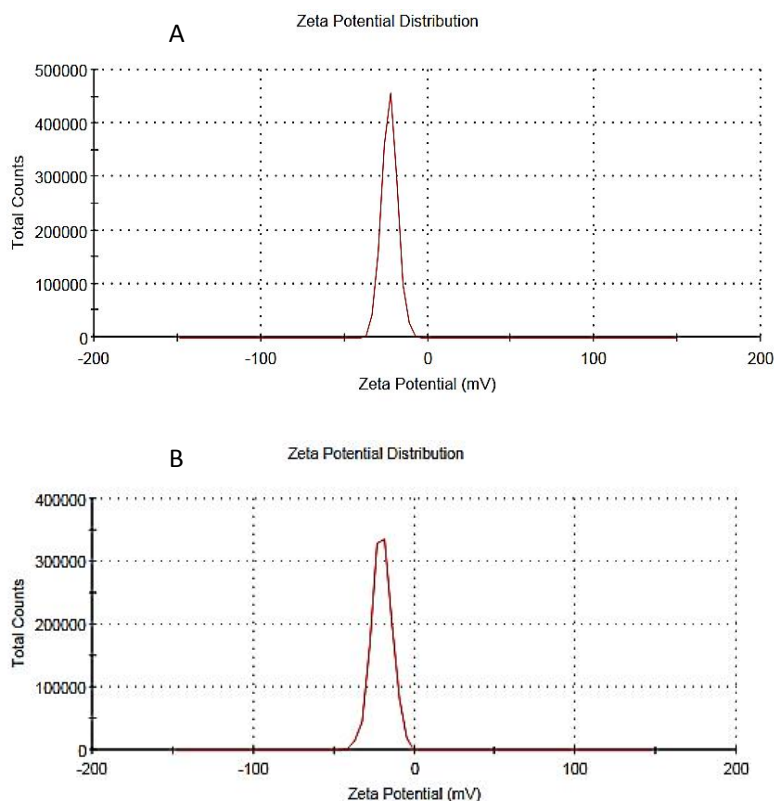 A
Zeta Potential Distribution
500000
400000
300000
200000
100000
0
-200 -100 0 100 200
Total Counts
Zeta Potential (mV)
B
Zeta Potential Distribution
400000
300000
200000
100000
0
-200 -100 0 100 200
Total Counts
Zeta Potential (mV)